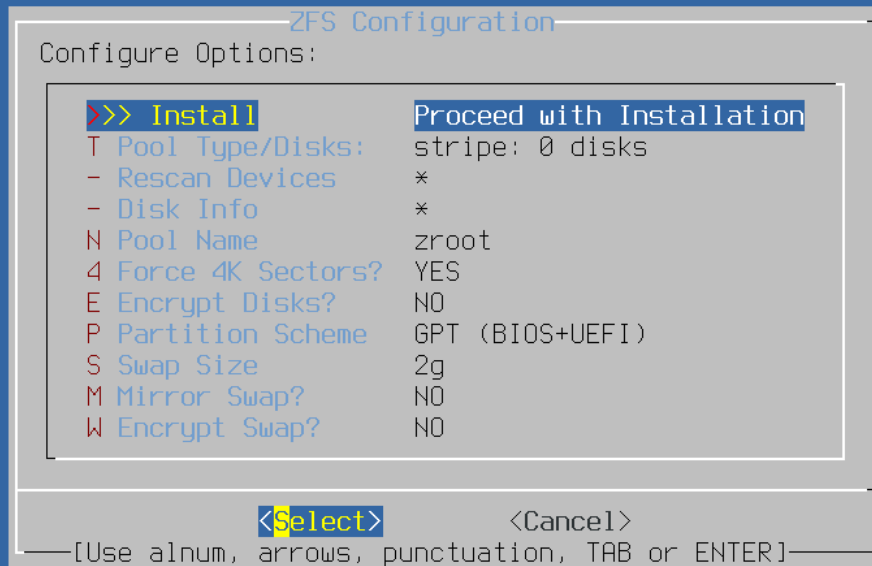 ZFS Configuration
Configure Options:
>>> Install Proceed with Installation
T Pool Type/Disks: stripe: 0 disks
- Rescan Devices *
- Disk Info *
N Pool Name zroot
4 Force 4K Sectors? YES
E Encrypt Disks? NO
P Partition Scheme GPT (BIOS+UEFI)
S Swap Size 2g
M Mirror Swap? NO
W Encrypt Swap? NO
<Select> <Cancel>
[Use alnum, arrows, punctuation, TAB or ENTER]